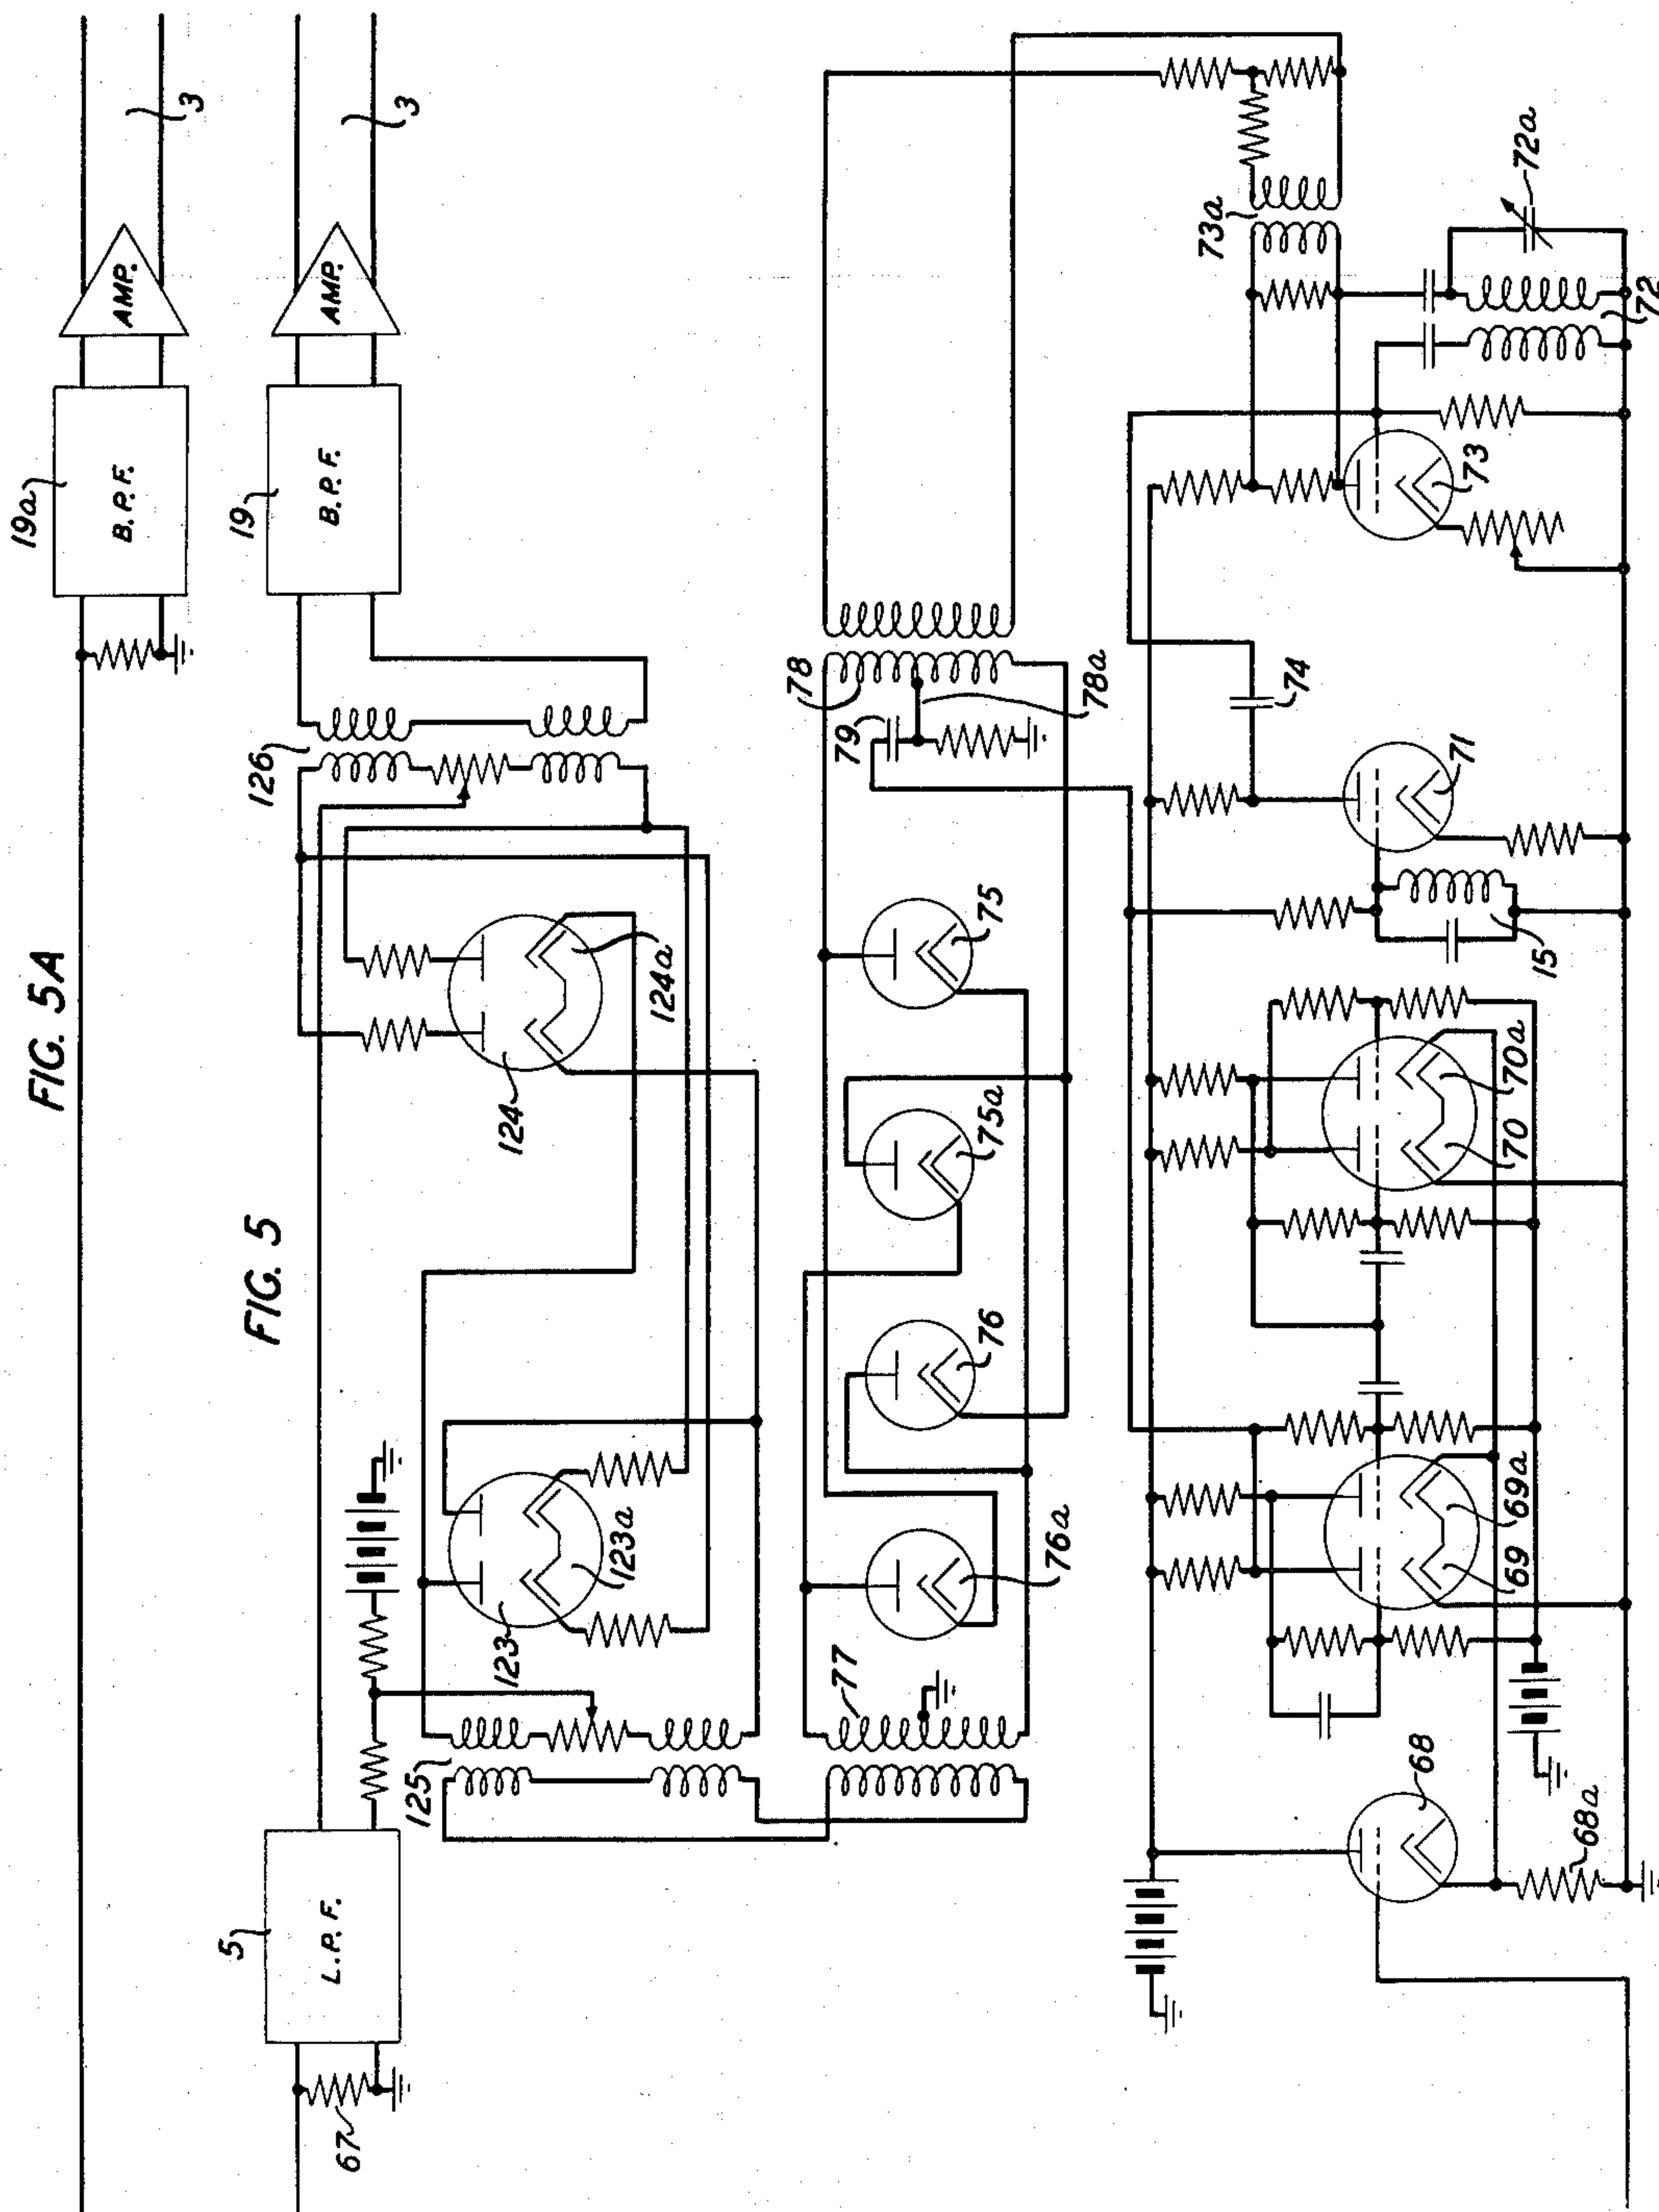 FIG. 5A
19a
B.P.F.
AMP.
3
FIG. 5
5
L.P.F.
67
19
B.P.F.
AMP.
3
125
126
123
123a
124
124a
77
76a
76
75a
75
78
78a
79
73a
68
68a
69
69a
70
70a
15
71
74
73
72
72a